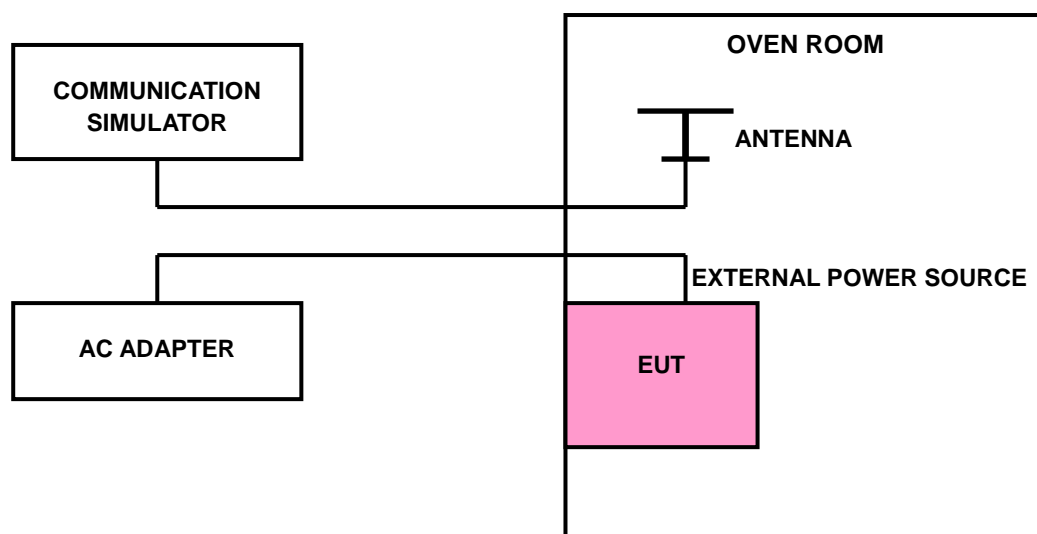 OVEN ROOM
COMMUNICATION
SIMULATOR
ANTENNA
EXTERNAL POWER SOURCE
AC ADAPTER
EUT